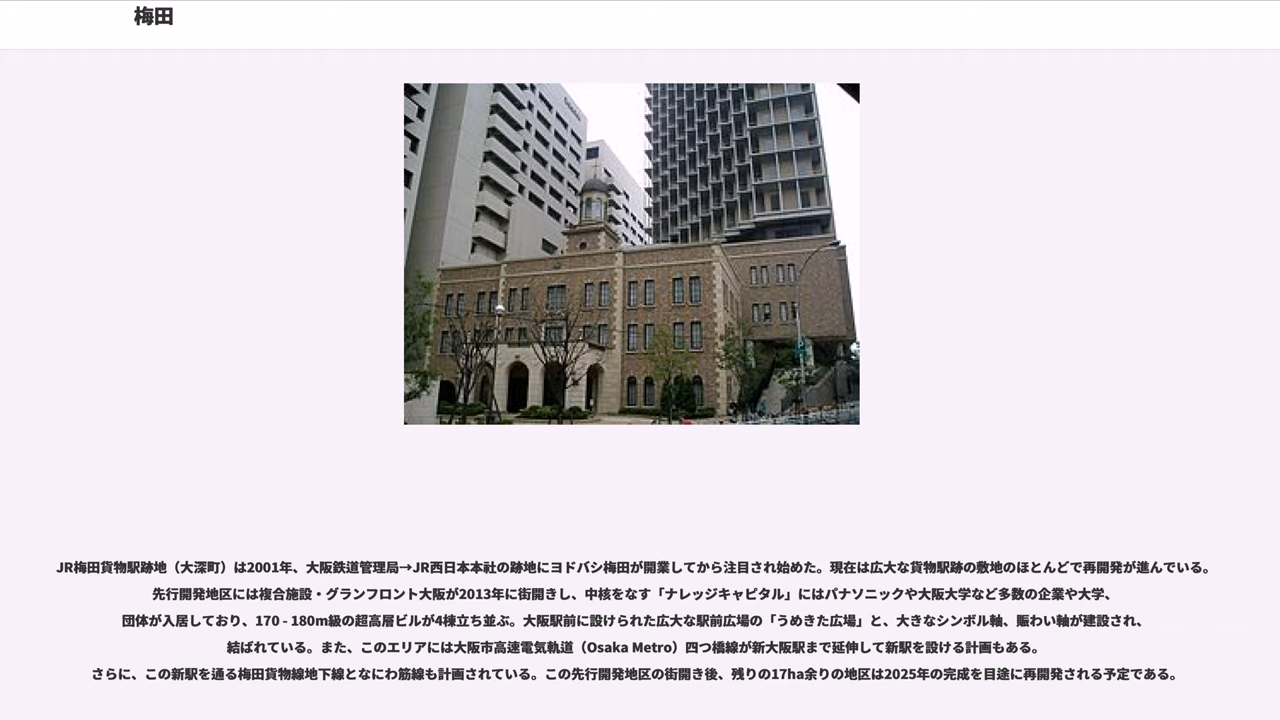 梅田
JR梅田貨物駅跡地（大深町）は2001年、大阪鉄道管理局→JR西日本本社の跡地にヨドバシ梅田が開業してから注目され始めた。現在は広大な貨物駅跡の敷地のほとんどで再開発が進んでいる。
先行開発地区には複合施設・グランフロント大阪が2013年に街開きし、中核をなす「ナレッジキャピタル」にはパナソニックや大阪大学など多数の企業や大学、
団体が入居しており、170 - 180m級の超高層ビルが4棟立ち並ぶ。大阪駅前に設けられた広大な駅前広場の「うめきた広場」と、大きなシンボル軸、賑わい軸が建設され、
結ばれている。また、このエリアには大阪市高速電気軌道（Osaka Metro）四つ橋線が新大阪駅まで延伸して新駅を設ける計画もある。
さらに、この新駅を通る梅田貨物線地下線となにわ筋線も計画されている。この先行開発地区の街開き後、残りの17ha余りの地区は2025年の完成を目途に再開発される予定である。